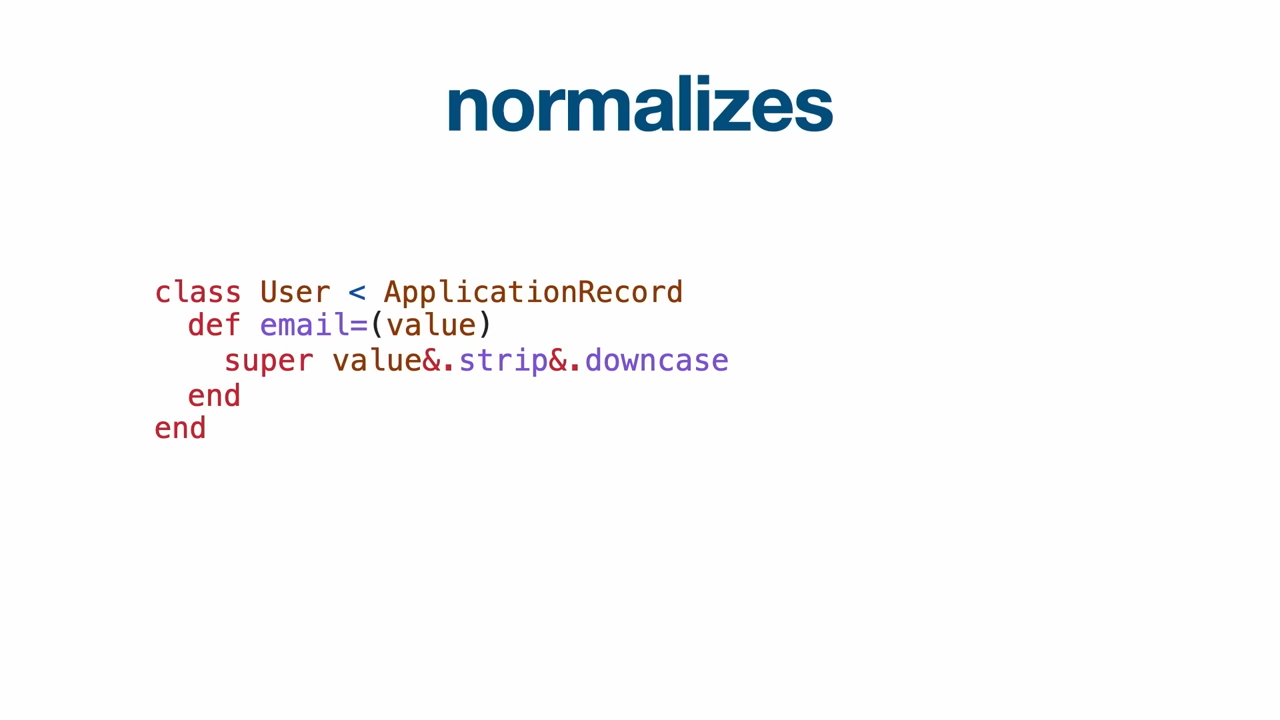 normalizes
class User < ApplicationRecord
  def email=(value)
    super value&.strip&.downcase
  end
end